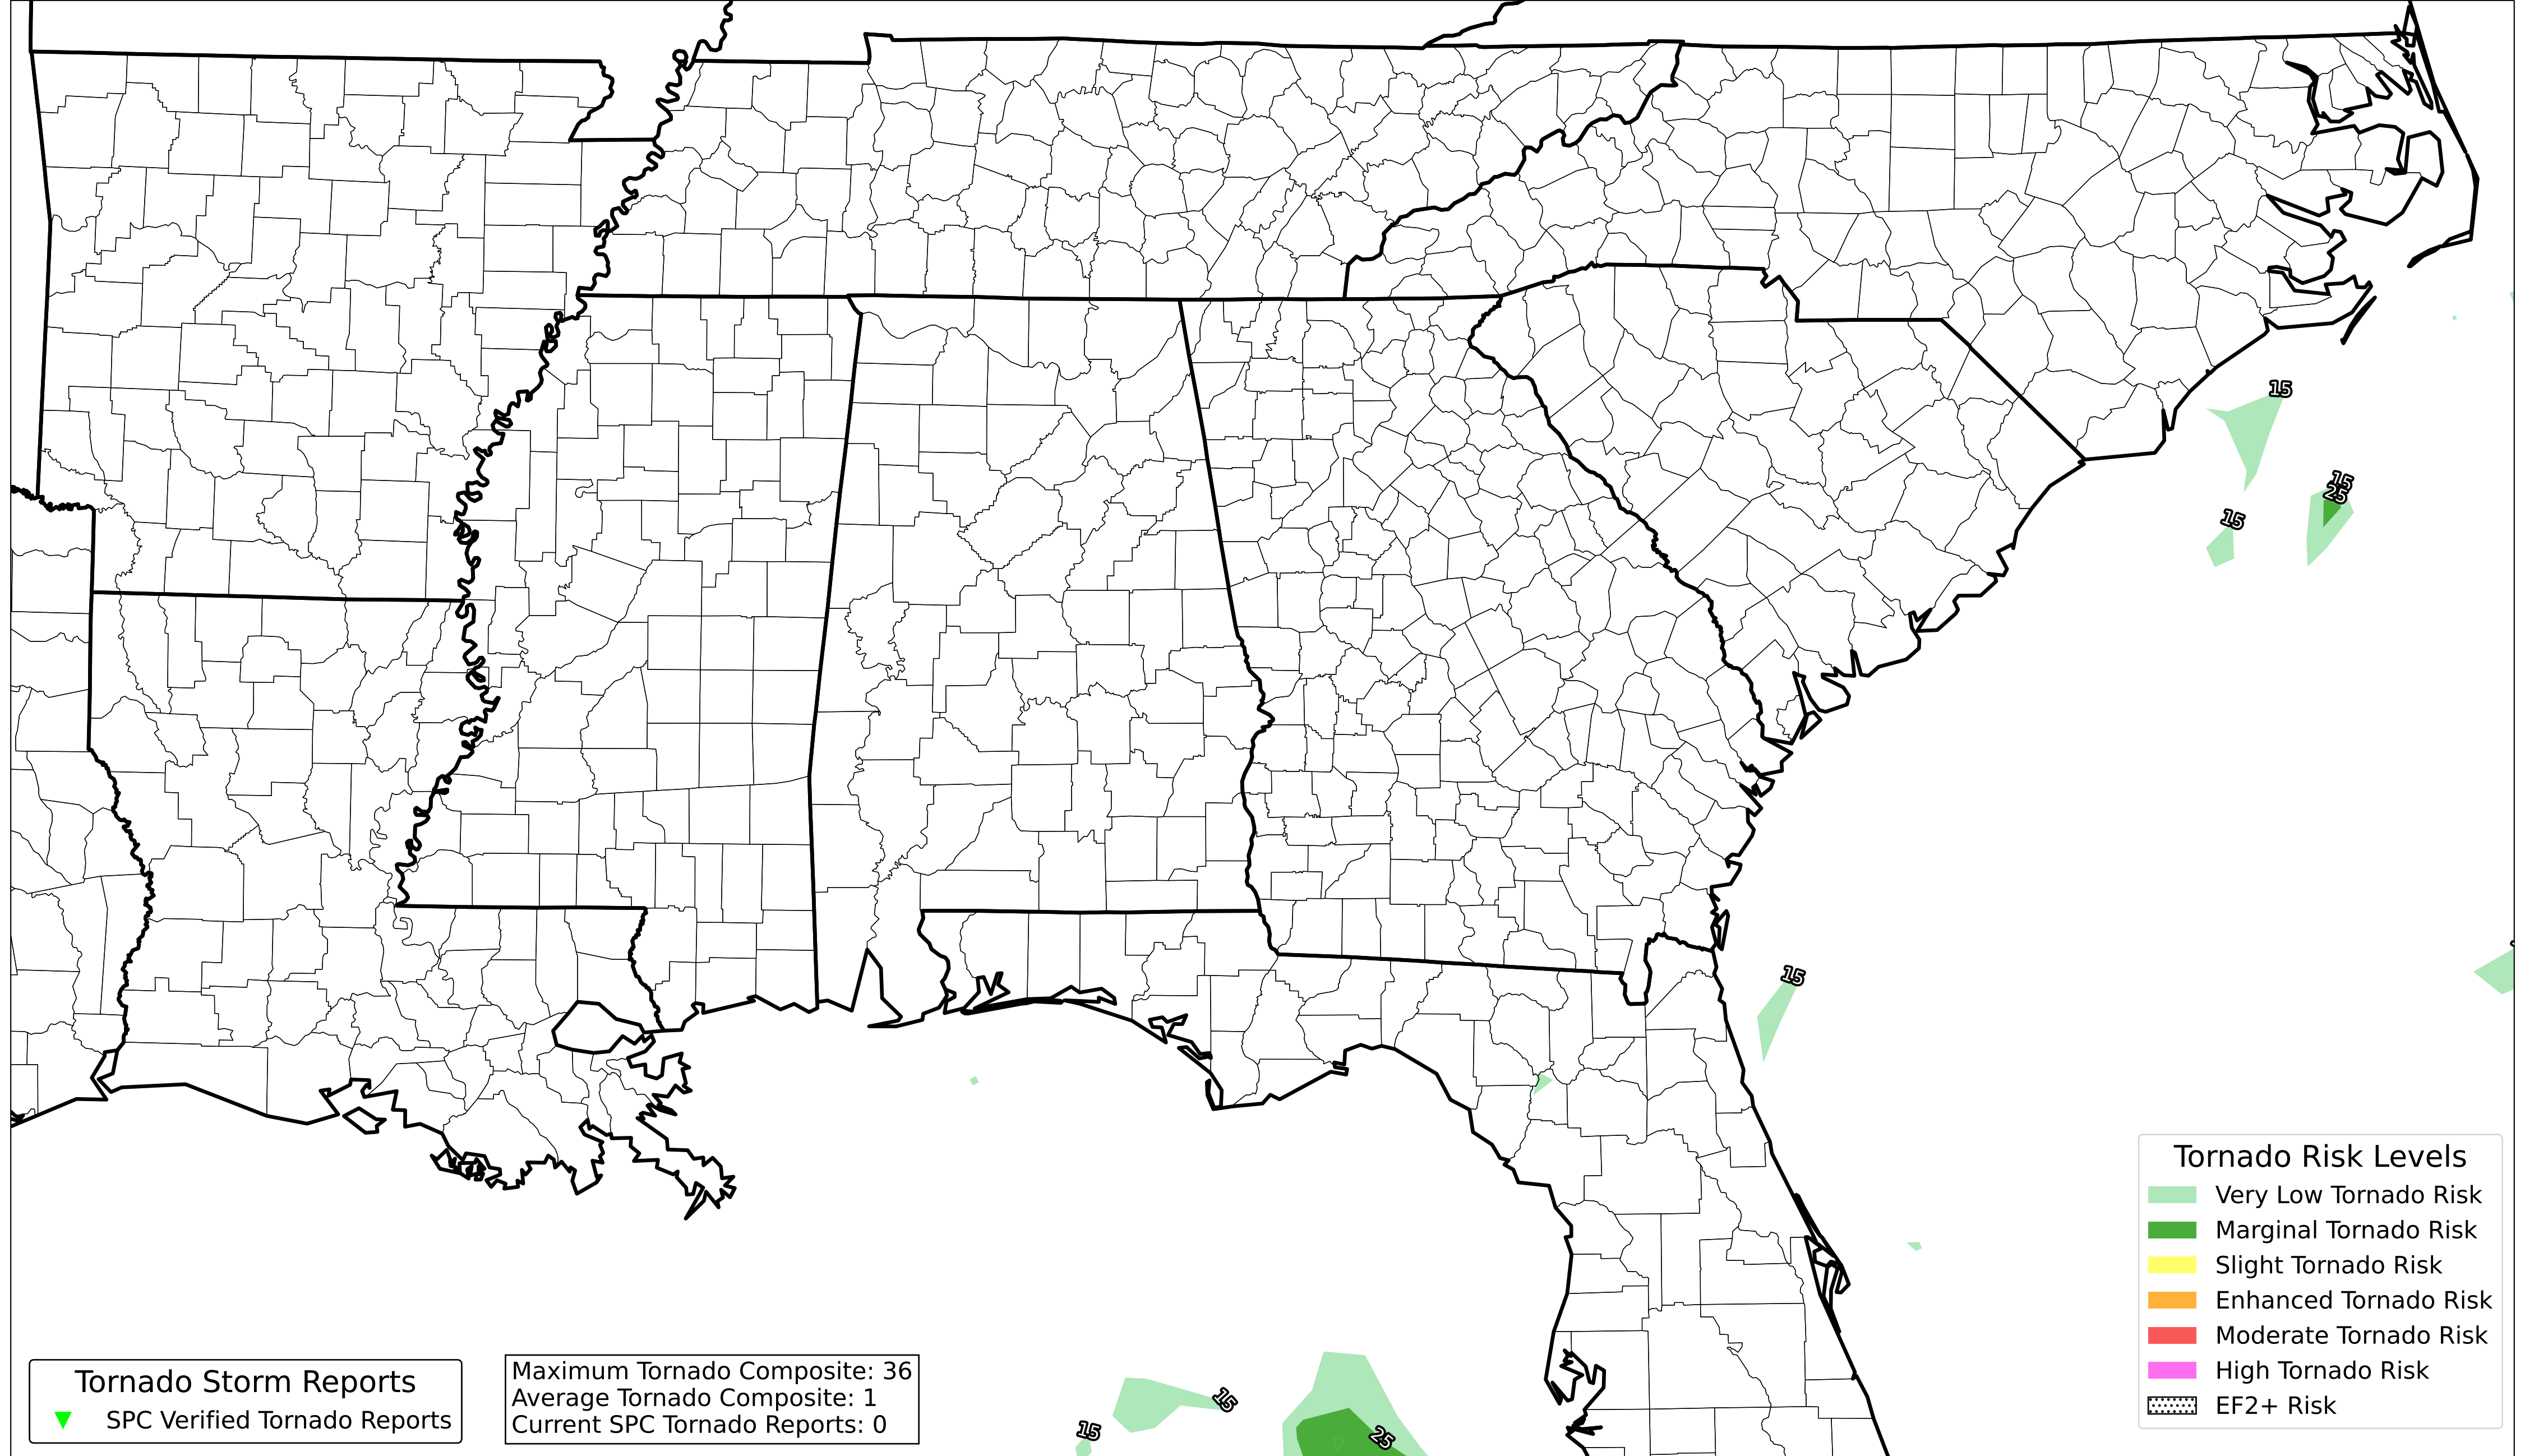 15
15
25
15
15
15
15
25
Tornado Risk Levels
Very Low Tornado Risk
Marginal Tornado Risk
Slight Tornado Risk
Enhanced Tornado Risk
Moderate Tornado Risk
High Tornado Risk
EF2+ Risk
Tornado Storm Reports
SPC Verified Tornado Reports
Maximum Tornado Composite: 36
Average Tornado Composite: 1
Current SPC Tornado Reports: 0